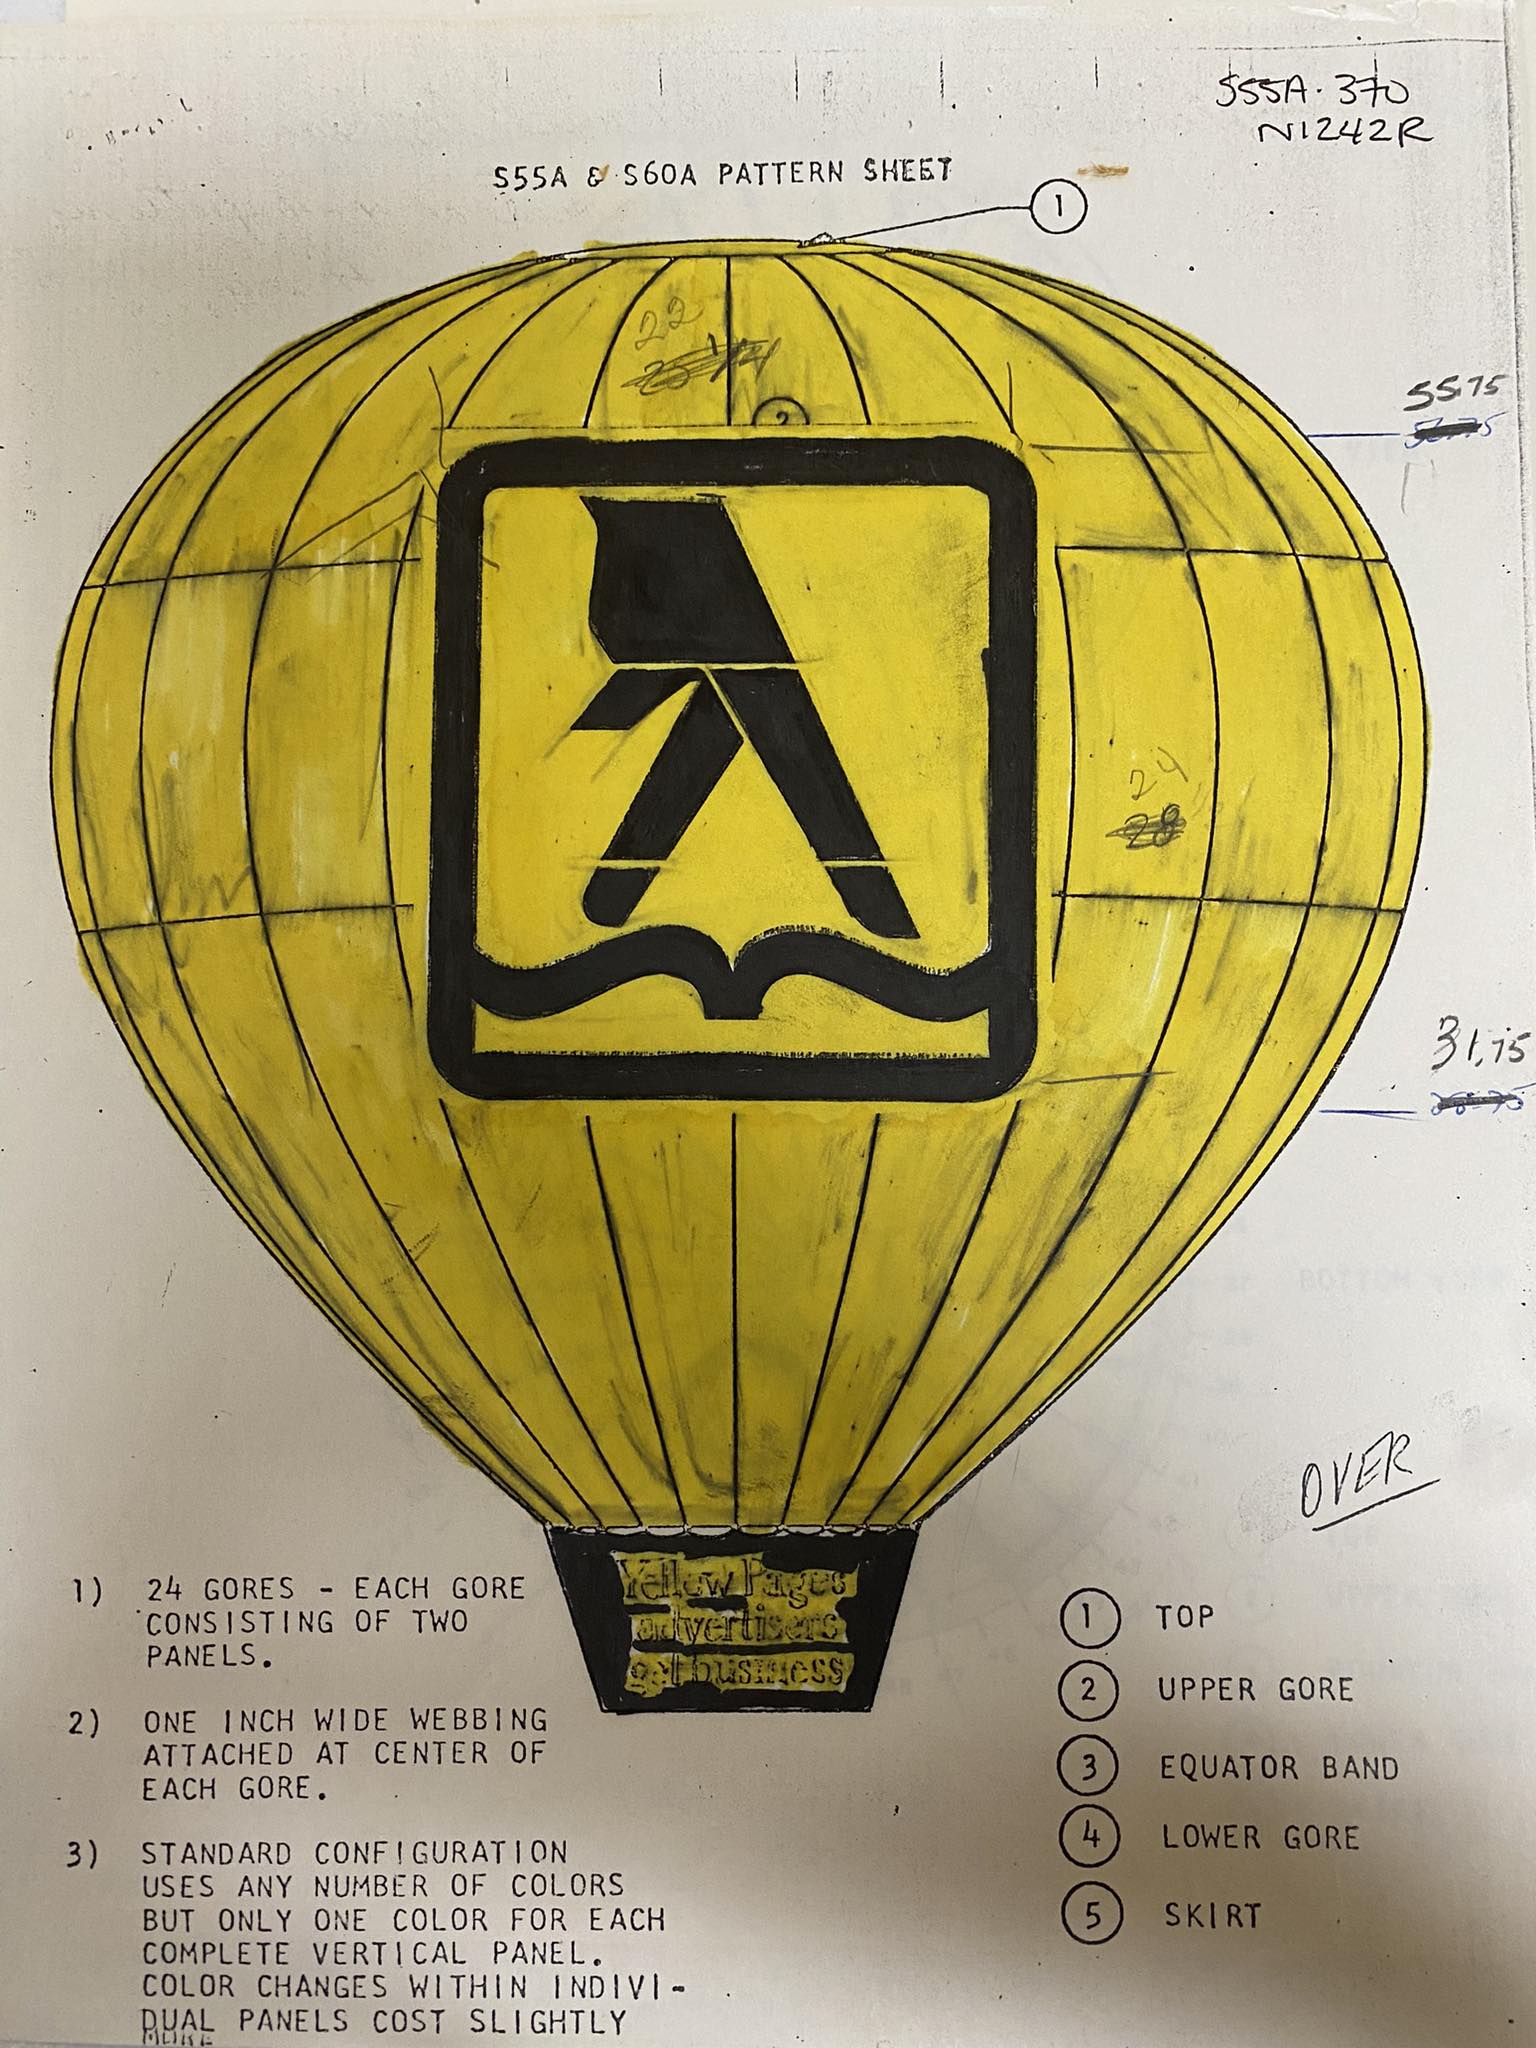 S55A-370
N1242R
S55A & S60A PATTERN SHEET
1
22
2
55.75
24
28
31.75
OVER
Yellow Pages
advertisers
get business
1) 24 GORES - EACH GORE
CONSISTING OF TWO
PANELS.
2) ONE INCH WIDE WEBBING
ATTACHED AT CENTER OF
EACH GORE.
3) STANDARD CONFIGURATION
USES ANY NUMBER OF COLORS
BUT ONLY ONE COLOR FOR EACH
COMPLETE VERTICAL PANEL.
COLOR CHANGES WITHIN INDIVI-
DUAL PANELS COST SLIGHTLY
MORE
1 TOP
2 UPPER GORE
3 EQUATOR BAND
4 LOWER GORE
5 SKIRT